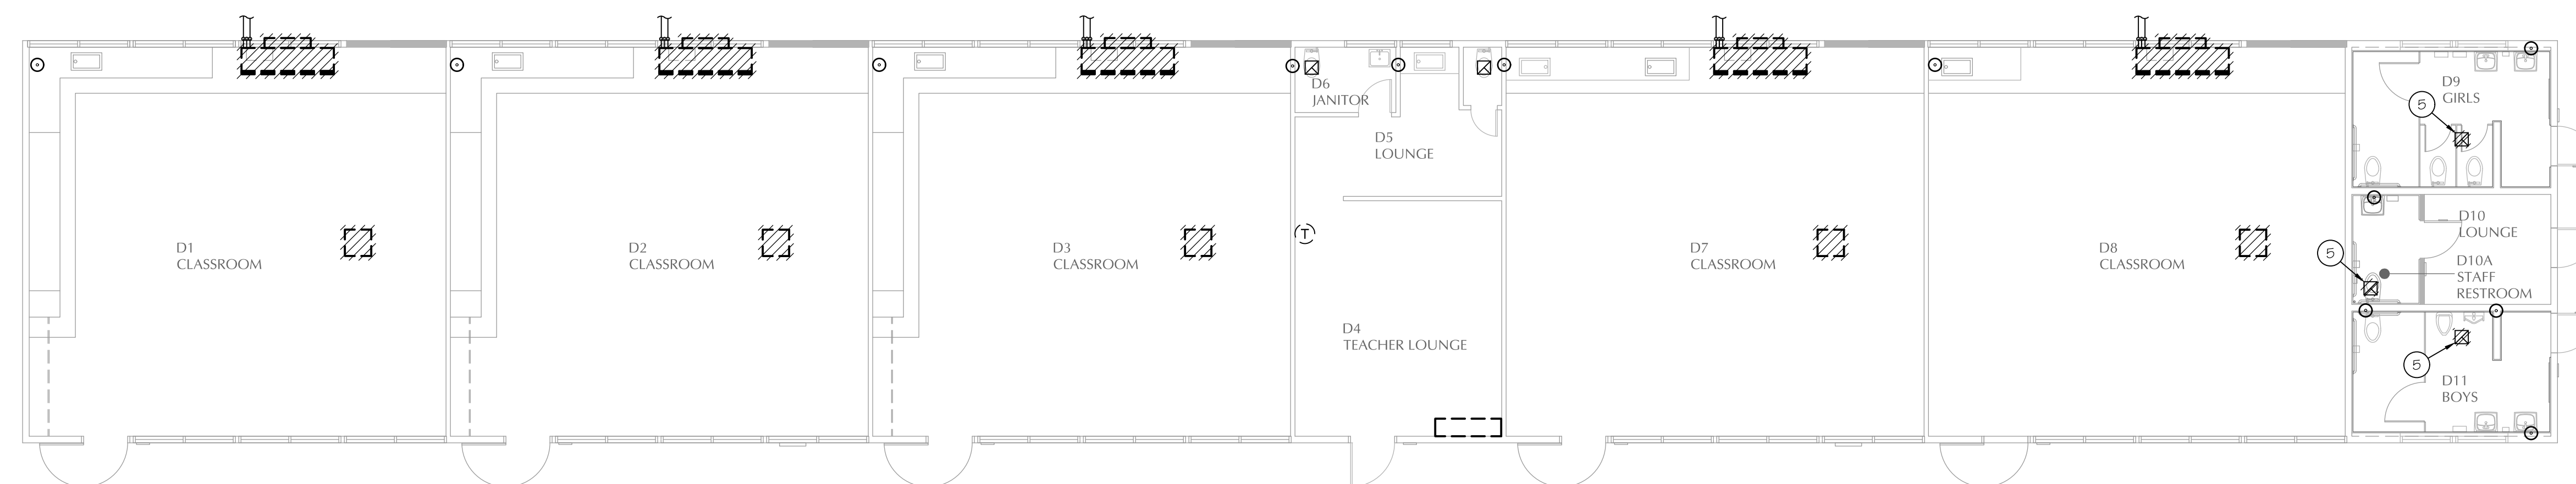 D1
CLASSROOM
D2
CLASSROOM
D3
CLASSROOM
D6
JANITOR
D5
LOUNGE
T
D4
TEACHER LOUNGE
D7
CLASSROOM
D8
CLASSROOM
D9
GIRLS
5
D10
LOUNGE
5
D10A
STAFF
RESTROOM
5
D11
BOYS